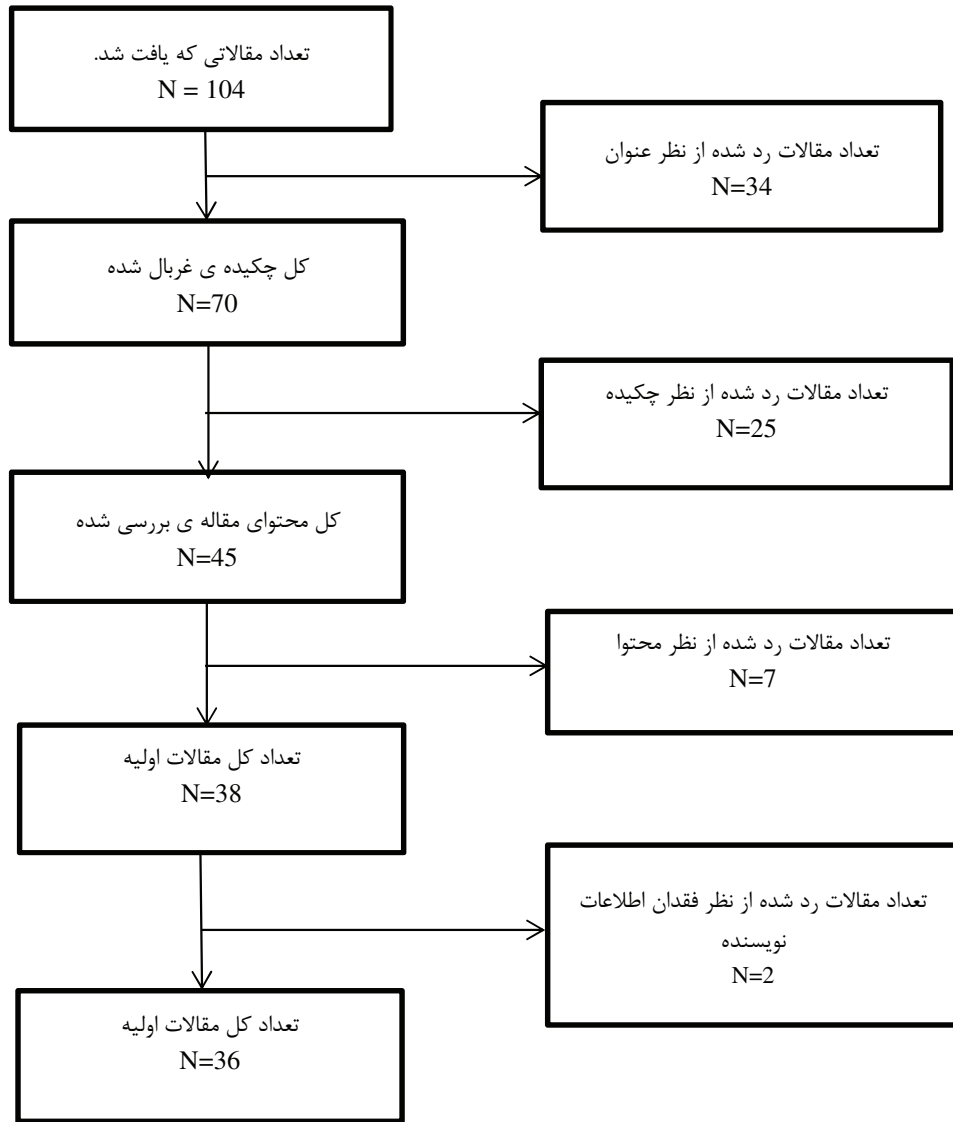 تعداد مقالاتی که یافت شد.
N = 104
تعداد مقالات رد شده از نظر عنوان
N=34
کل چکیده ی غربال شده
N=70
تعداد مقالات رد شده از نظر چکیده
N=25
کل محتوای مقاله ی بررسی شده
N=45
تعداد مقالات رد شده از نظر محتوا
N=7
تعداد کل مقالات اولیه
N=38
تعداد مقالات رد شده از نظر فقدان اطلاعات
نویسنده
N=2
تعداد کل مقالات اولیه
N=36